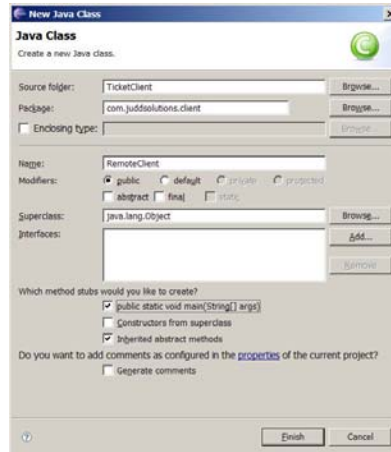 New Java Class
Java Class
Create a new Java class.
Source folder: TicketClient Browse...
Package: com.juddsolutions.client Browse...
Enclosing type: Browse...
Name: RemoteClient
Modifiers: public default private protected
abstract final static
Superclass: java.lang.Object Browse...
Interfaces: Add...
Remove
Which method stubs would you like to create?
public static void main(String[] args)
Constructors from superclass
Inherited abstract methods
Do you want to add comments as configured in the properties of the current project?
Generate comments
Finish Cancel